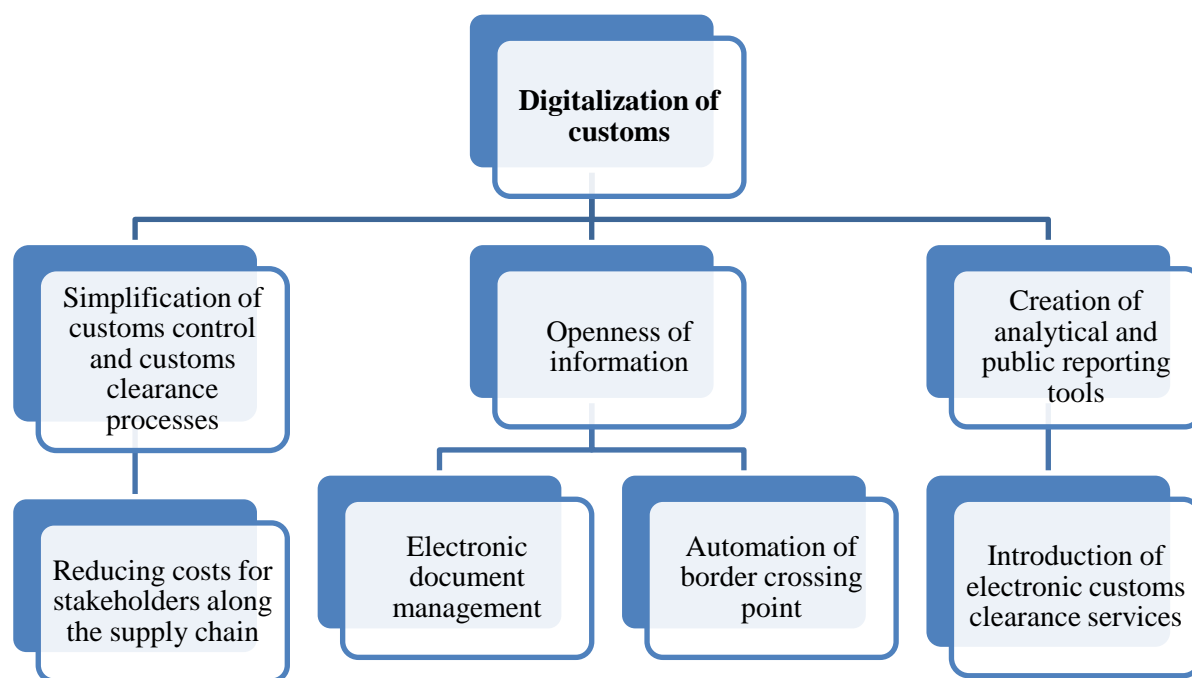 Digitalization of
customs
Simplification of
customs control
and customs
clearance
processes
Openness of
information
Creation of
analytical and
public reporting
tools
Reducing costs for
stakeholders along
the supply chain
Electronic
document
management
Automation of
border crossing
point
Introduction of
electronic customs
clearance services